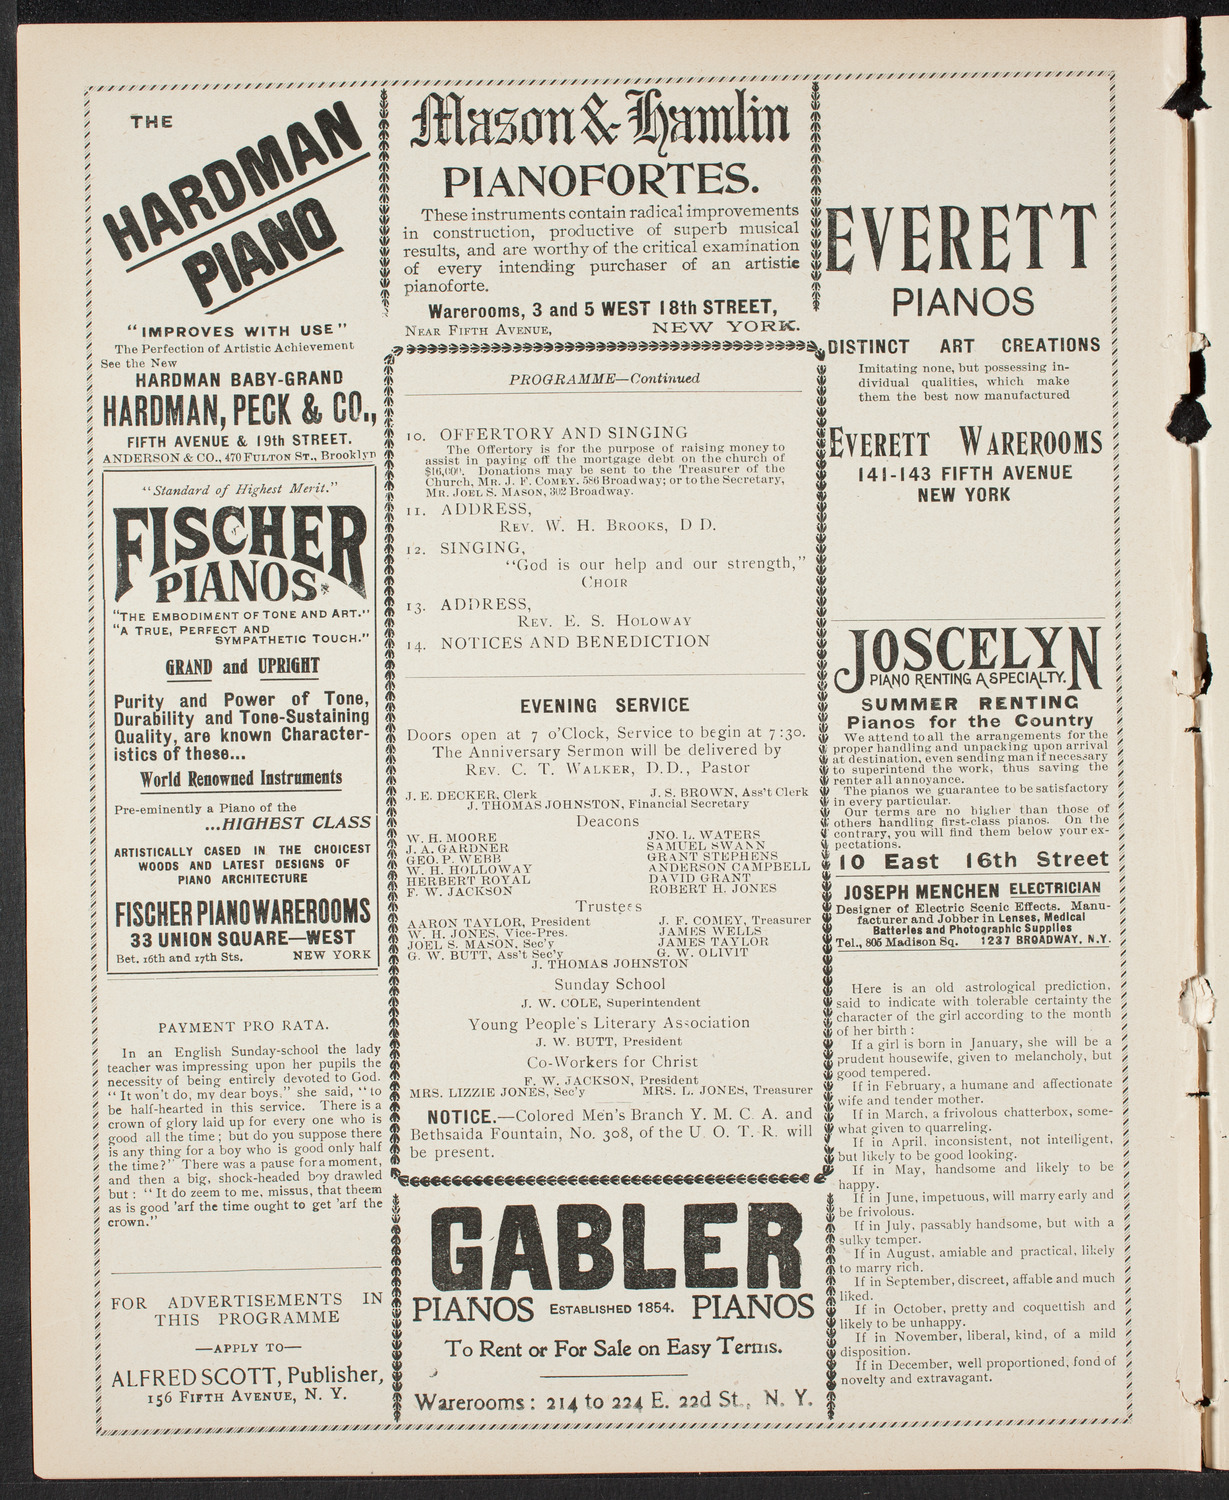 THE
HARDMAN
PIANO
"IMPROVES WITH USE"
The Perfection of Artistic Achievement
See the New
HARDMAN BABY-GRAND
HARDMAN, PECK & CO.,
FIFTH AVENUE & 19th STREET.
ANDERSON & CO., 470 FULTON ST., Brooklyn
"Standard of Highest Merit."
FISCHER
PIANOS
"THE EMBODIMENT OF TONE AND ART."
"A TRUE, PERFECT AND
SYMPATHETIC TOUCH."
GRAND and UPRIGHT
Purity and Power of Tone,
Durability and Tone-Sustaining
Quality, are known Character-
istics of these...
World Renowned Instruments
Pre-eminently a Piano of the
...HIGHEST CLASS
ARTISTICALLY CASED IN THE CHOICEST
WOODS AND LATEST DESIGNS OF
PIANO ARCHITECTURE
FISCHER PIANO WAREROOMS
33 UNION SQUARE—WEST
Bet. 16th and 17th Sts. NEW YORK
PAYMENT PRO RATA.
In an English Sunday-school the lady
teacher was impressing upon her pupils the
necessity of being entirely devoted to God.
"It won't do, my dear boys," she said, "to
be half-hearted in this service. There is a
crown of glory laid up for every one who is
good all the time; but do you suppose there
is any thing for a boy who is good only half
the time?" There was a pause for a moment,
and then a big, shock-headed boy drawled
but: "It do zeem to me, missus, that theem
as is good 'arf the time ought to get 'arf the
crown."
FOR ADVERTISEMENTS IN
THIS PROGRAMME
—APPLY TO—
ALFRED SCOTT, Publisher,
156 FIFTH AVENUE, N. Y.
Mason & Hamlin
PIANOFORTES.
These instruments contain radical improvements
in construction, productive of superb musical
results, and are worthy of the critical examination
of every intending purchaser of an artistic
pianoforte.
Warerooms, 3 and 5 WEST 18th STREET,
NEAR FIFTH AVENUE, NEW YORK.
PROGRAMME—Continued
10. OFFERTORY AND SINGING
The Offertory is for the purpose of raising money to
assist in paying off the mortgage debt on the church of
$16,000. Donations may be sent to the Treasurer of the
Church, MR. J. F. COMEY, 586 Broadway; or to the Secretary,
MR. JOEL S. MASON, 302 Broadway.
11. ADDRESS,
REV. W. H. BROOKS, D D.
12. SINGING,
"God is our help and our strength,"
CHOIR
13. ADDRESS,
REV. E. S. HOLOWAY
14. NOTICES AND BENEDICTION
EVENING SERVICE
Doors open at 7 o'Clock, Service to begin at 7:30.
The Anniversary Sermon will be delivered by
REV. C. T. WALKER, D.D., Pastor
J. E. DECKER, Clerk J. S. BROWN, Ass't Clerk
J. THOMAS JOHNSTON, Financial Secretary
Deacons
W. H. MOORE JNO. L. WATERS
J. A. GARDNER SAMUEL SWANN
GEO. P. WEBB GRANT STEPHENS
W. H. HOLLOWAY ANDERSON CAMPBELL
HERBERT ROYAL DAVID GRANT
F. W. JACKSON ROBERT H. JONES
Trustees
AARON TAYLOR, President J. F. COMEY, Treasurer
W. H. JONES, Vice-Pres. JAMES WELLS
JOEL S. MASON, Sec'y JAMES TAYLOR
G. W. BUTT, Ass't Sec'y G. W. OLIVIT
J. THOMAS JOHNSTON
Sunday School
J. W. COLE, Superintendent
Young People's Literary Association
J. W. BUTT, President
Co-Workers for Christ
F. W. JACKSON, President
MRS. LIZZIE JONES, Sec'y MRS. L. JONES, Treasurer
NOTICE.—Colored Men's Branch Y. M. C. A. and
Bethsaida Fountain, No. 308, of the U. O. T. R. will
be present.
GABLER
PIANOS ESTABLISHED 1854. PIANOS
To Rent or For Sale on Easy Terms.
Warerooms: 214 to 224 E. 22d St., N. Y.
EVERETT
PIANOS
DISTINCT ART CREATIONS
Imitating none, but possessing in-
dividual qualities, which make
them the best now manufactured
EVERETT WAREROOMS
141-143 FIFTH AVENUE
NEW YORK
JOSCELYN
PIANO RENTING A SPECIALTY.
SUMMER RENTING
Pianos for the Country
We attend to all the arrangements for the
proper handling and unpacking upon arrival
at destination, even sending man if necessary
to superintend the work, thus saving the
renter all annoyance.
The pianos we guarantee to be satisfactory
in every particular.
Our terms are no higher than those of
others handling first-class pianos. On the
contrary, you will find them below your ex-
pectations.
10 East 16th Street
JOSEPH MENCHEN ELECTRICIAN
Designer of Electric Scenic Effects. Manu-
facturer and Jobber in Lenses, Medical
Batteries and Photographic Supplies
Tel., 805 Madison Sq. 1237 BROADWAY, N.Y.
Here is an old astrological prediction,
said to indicate with tolerable certainty the
character of the girl according to the month
of her birth:
If a girl is born in January, she will be a
prudent housewife, given to melancholy, but
good tempered.
If in February, a humane and affectionate
wife and tender mother.
If in March, a frivolous chatterbox, some-
what given to quarreling.
If in April, inconsistent, not intelligent,
but likely to be good looking.
If in May, handsome and likely to be
happy.
If in June, impetuous, will marry early and
be frivolous.
If in July, passably handsome, but with a
sulky temper.
If in August, amiable and practical, likely
to marry rich.
If in September, discreet, affable and much
liked.
If in October, pretty and coquettish and
likely to be unhappy.
If in November, liberal, kind, of a mild
disposition.
If in December, well proportioned, fond of
novelty and extravagant.